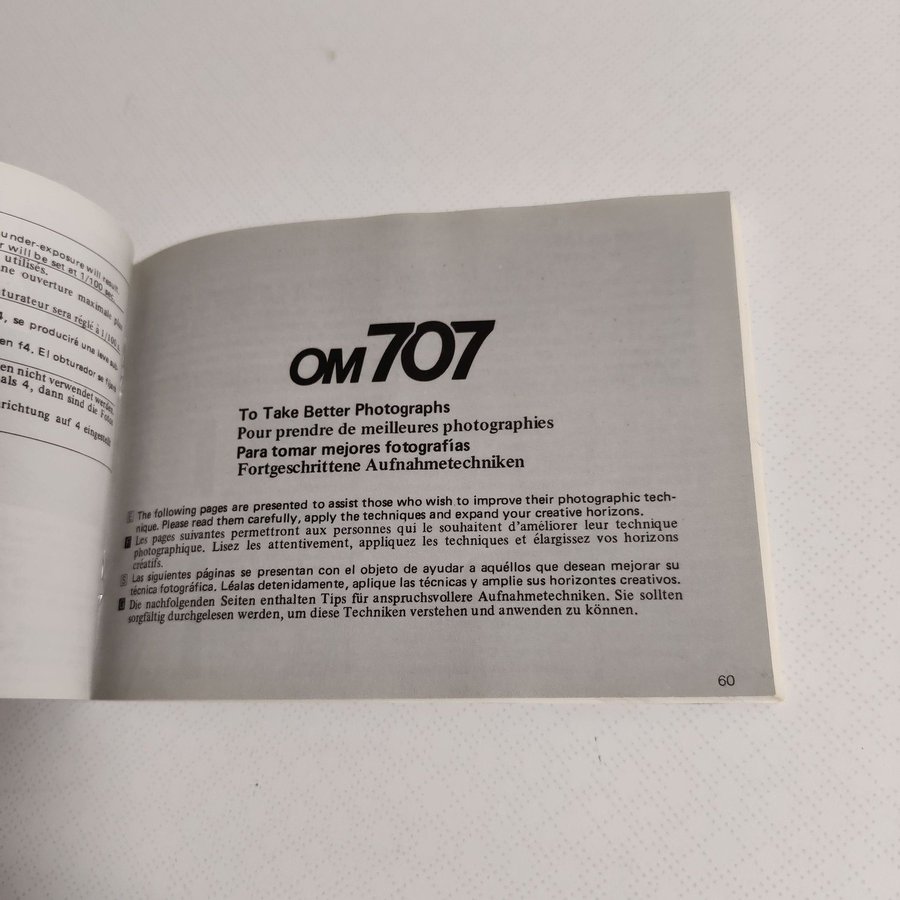 under-exposure will result.
r will be set at 1/100 sec.
utilisés.
ne ouverture maximale plus
turateur sera réglé à 1/100
4, se producirá una leve sub-
en f4. El obturador se fijará
en nicht verwendet werden.
als 4, dann sind die Fotos
richtung auf 4 eingestellt
OM707
To Take Better Photographs
Pour prendre de meilleures photographies
Para tomar mejores fotografías
Fortgeschrittene Aufnahmetechniken
E The following pages are presented to assist those who wish to improve their photographic tech-
nique. Please read them carefully, apply the techniques and expand your creative horizons.
F Les pages suivantes permettront aux personnes qui le souhaitent d'améliorer leur technique
photographique. Lisez les attentivement, appliquez les techniques et élargissez vos horizons
créatifs.
S Las siguientes páginas se presentan con el objeto de ayudar a aquéllos que desean mejorar su
técnica fotográfica. Léalas detenidamente, aplique las técnicas y amplie sus horizontes creativos.
G Die nachfolgenden Seiten enthalten Tips für anspruchsvollere Aufnahmetechniken. Sie sollten
sorgfältig durchgelesen werden, um diese Techniken verstehen und anwenden zu können.
60